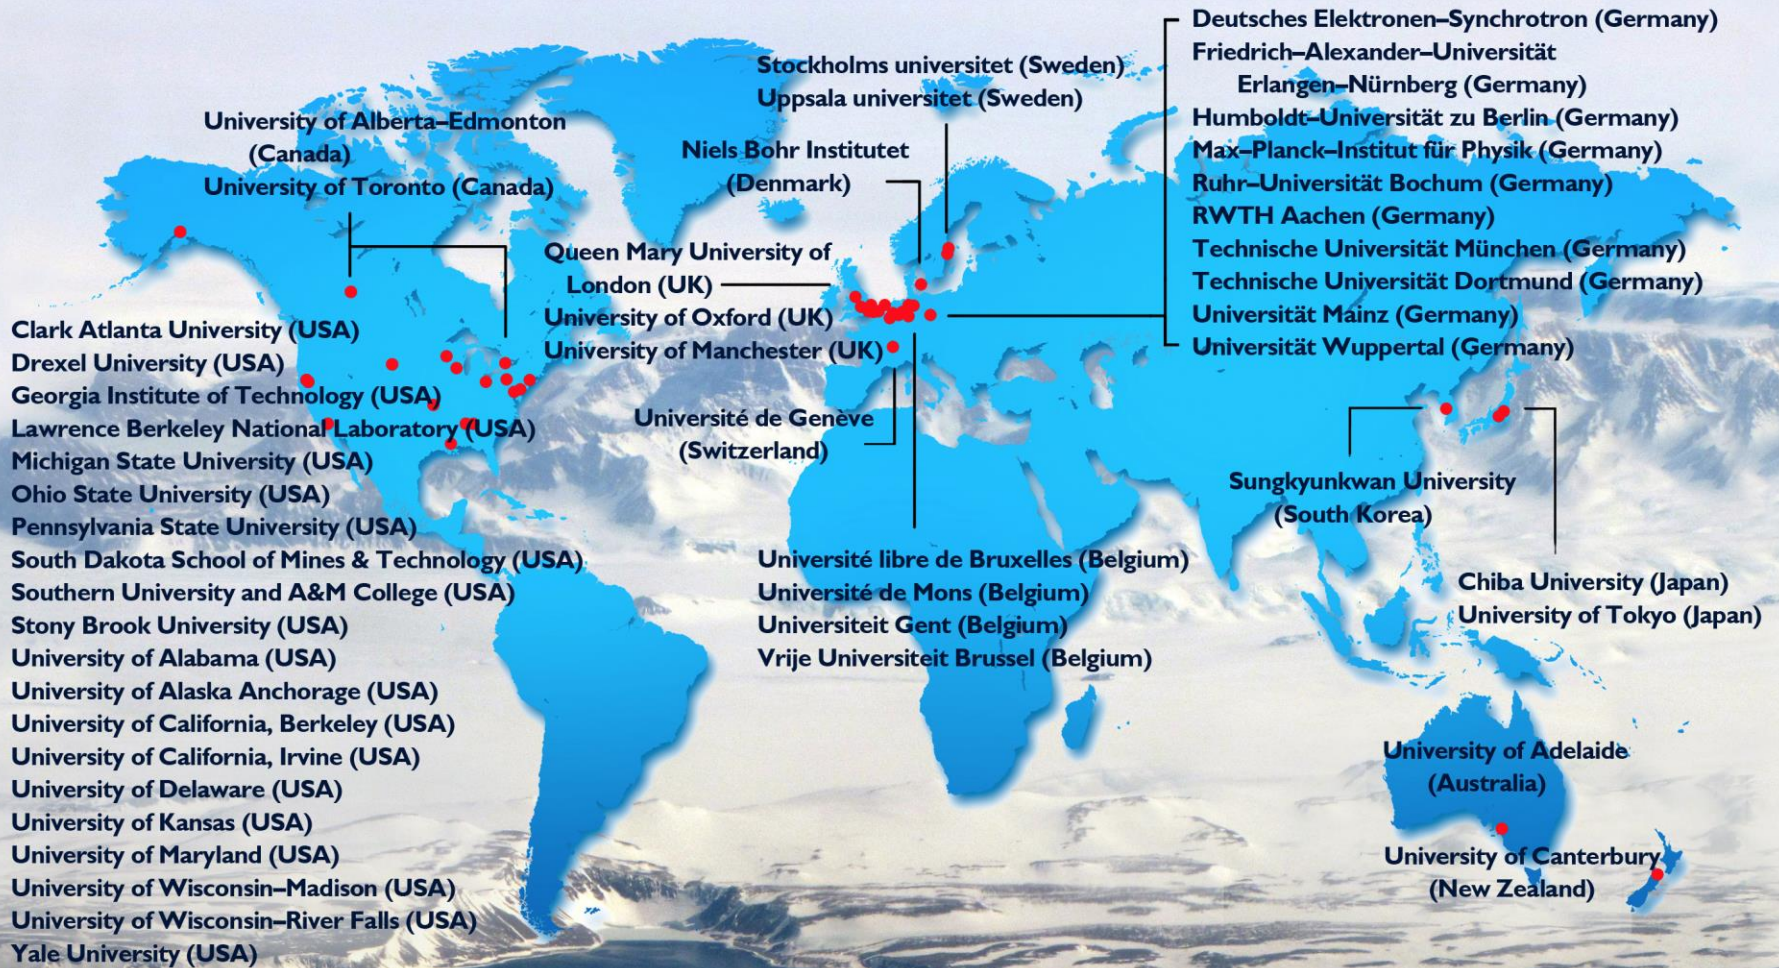 University of Alberta–Edmonton
(Canada)
University of Toronto (Canada)
Clark Atlanta University (USA)
Drexel University (USA)
Georgia Institute of Technology (USA)
Lawrence Berkeley National Laboratory (USA)
Michigan State University (USA)
Ohio State University (USA)
Pennsylvania State University (USA)
South Dakota School of Mines & Technology (USA)
Southern University and A&M College (USA)
Stony Brook University (USA)
University of Alabama (USA)
University of Alaska Anchorage (USA)
University of California, Berkeley (USA)
University of California, Irvine (USA)
University of Delaware (USA)
University of Kansas (USA)
University of Maryland (USA)
University of Wisconsin–Madison (USA)
University of Wisconsin–River Falls (USA)
Yale University (USA)
Stockholms universitet (Sweden)
Uppsala universitet (Sweden)
Niels Bohr Institutet
(Denmark)
Queen Mary University of
London (UK)
University of Oxford (UK)
University of Manchester (UK)
Université de Genève
(Switzerland)
Université libre de Bruxelles (Belgium)
Université de Mons (Belgium)
Universiteit Gent (Belgium)
Vrije Universiteit Brussel (Belgium)
Deutsches Elektronen–Synchrotron (Germany)
Friedrich–Alexander–Universität
Erlangen–Nürnberg (Germany)
Humboldt–Universität zu Berlin (Germany)
Max–Planck–Institut für Physik (Germany)
Ruhr–Universität Bochum (Germany)
RWTH Aachen (Germany)
Technische Universität München (Germany)
Technische Universität Dortmund (Germany)
Universität Mainz (Germany)
Universität Wuppertal (Germany)
Sungkyunkwan University
(South Korea)
Chiba University (Japan)
University of Tokyo (Japan)
University of Adelaide
(Australia)
University of Canterbury
(New Zealand)